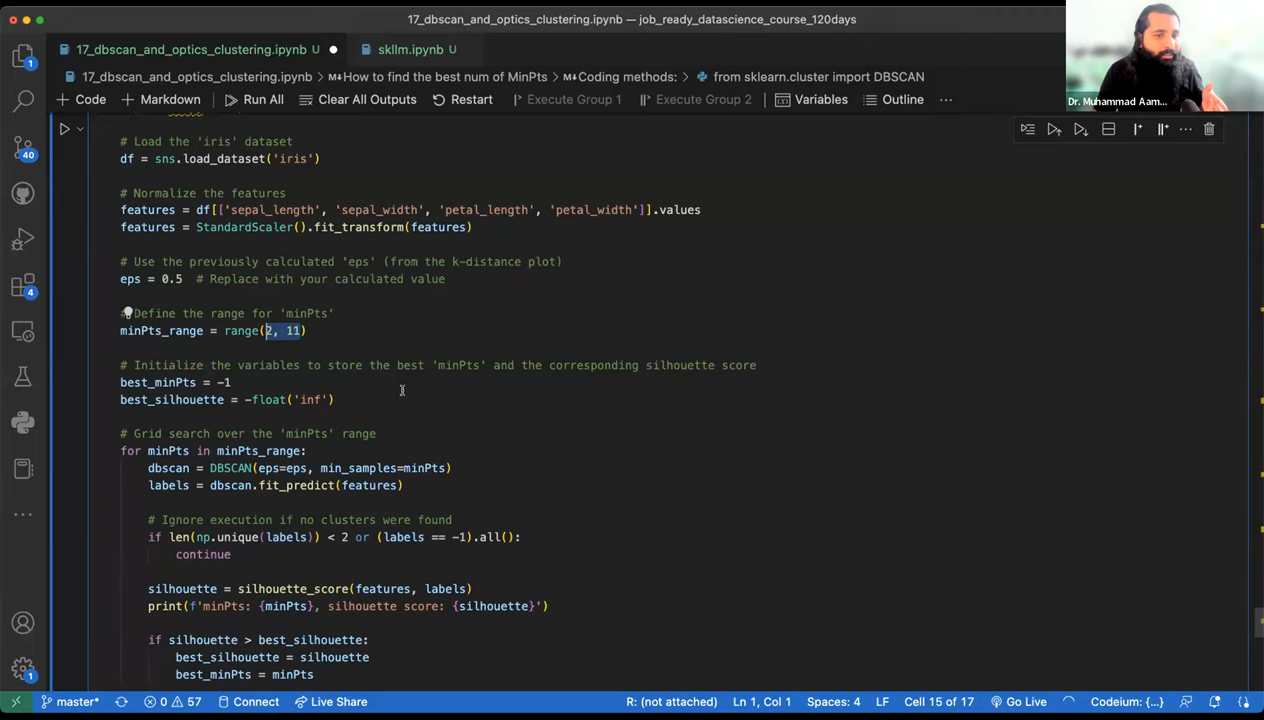 17_dbscan_and_optics_clustering.ipynb — job_ready_datascience_course_120days
17_dbscan_and_optics_clustering.ipynb U
skllm.ipynb U
17_dbscan_and_optics_clustering.ipynb > M↓How to find the best num of MinPts > M↓Coding methods: > from sklearn.cluster import DBSCAN
+ Code + Markdown Run All Clear All Outputs Restart Execute Group 1 Execute Group 2 Variables Outline ...
Dr. Muhammad Aam...
# Load the 'iris' dataset
df = sns.load_dataset('iris')
# Normalize the features
features = df[['sepal_length', 'sepal_width', 'petal_length', 'petal_width']].values
features = StandardScaler().fit_transform(features)
# Use the previously calculated 'eps' (from the k-distance plot)
eps = 0.5 # Replace with your calculated value
# Define the range for 'minPts'
minPts_range = range(2, 11)
# Initialize the variables to store the best 'minPts' and the corresponding silhouette score
best_minPts = -1
best_silhouette = -float('inf')
# Grid search over the 'minPts' range
for minPts in minPts_range:
dbscan = DBSCAN(eps=eps, min_samples=minPts)
labels = dbscan.fit_predict(features)
# Ignore execution if no clusters were found
if len(np.unique(labels)) < 2 or (labels == -1).all():
continue
silhouette = silhouette_score(features, labels)
print(f'minPts: {minPts}, silhouette score: {silhouette}')
if silhouette > best_silhouette:
best_silhouette = silhouette
best_minPts = minPts
1
40
4
1
master* 0 57 Connect Live Share R: (not attached) Ln 1, Col 1 Spaces: 4 LF Cell 15 of 17 Go Live Codeium: {...}